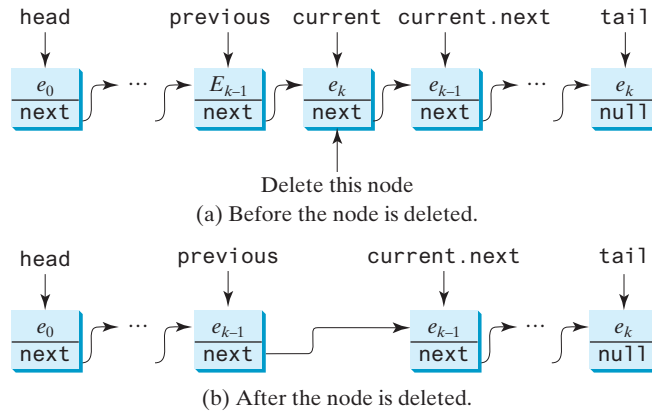 head previous current current.next tail
e₀ ··· Eₖ₋₁ eₖ eₖ₋₁ ··· eₖ
next next next next null
Delete this node
(a) Before the node is deleted.
head previous current.next tail
e₀ ··· eₖ₋₁ eₖ₋₁ ··· eₖ
next next next null
(b) After the node is deleted.